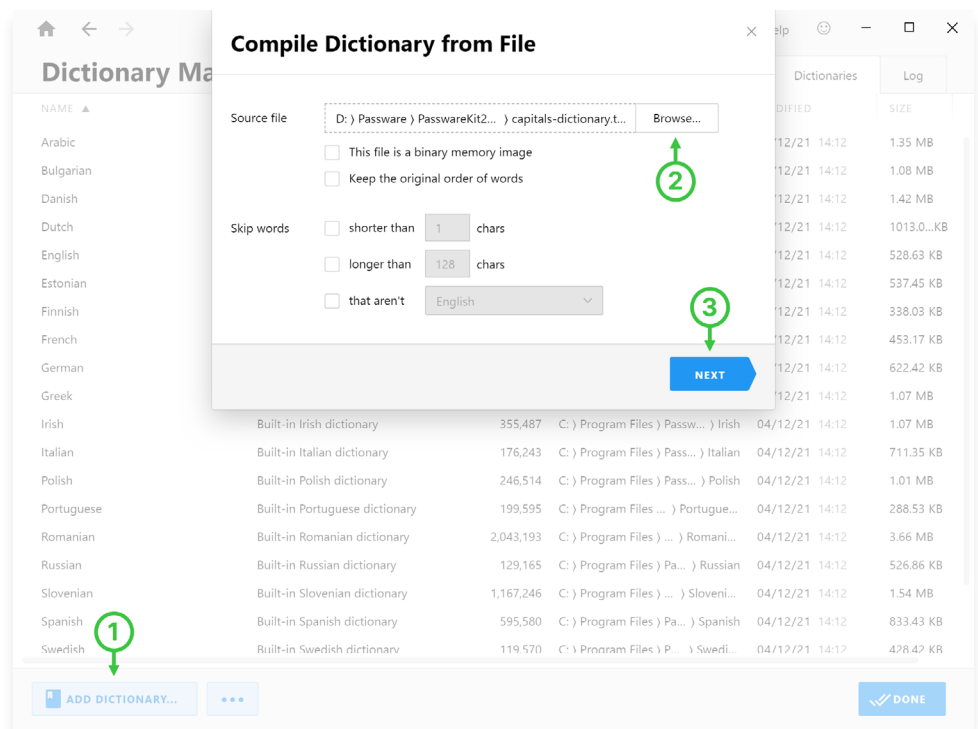 elp
Dictionary Ma
Dictionaries
Log
Compile Dictionary from File
Source file
D: ) Passware ) PasswareKit2... ) capitals-dictionary.t...
Browse...
This file is a binary memory image
Keep the original order of words
2
Skip words
shorter than 1 chars
longer than 128 chars
that aren't English
3
NEXT
NAME ▲ DIFIED SIZE
Arabic '12/21 14:12 1.35 MB
Bulgarian '12/21 14:12 1.08 MB
Danish '12/21 14:12 1.42 MB
Dutch '12/21 14:12 1013.0...KB
English '12/21 14:12 528.63 KB
Estonian '12/21 14:12 537.45 KB
Finnish '12/21 14:12 338.03 KB
French '12/21 14:12 453.17 KB
German '12/21 14:12 622.42 KB
Greek '12/21 14:12 1.07 MB
Irish Built-in Irish dictionary 355,487 C: ) Program Files ) Passw... ) Irish 04/12/21 14:12 1.07 MB
Italian Built-in Italian dictionary 176,243 C: ) Program Files ) Pass... ) Italian 04/12/21 14:12 711.35 KB
Polish Built-in Polish dictionary 246,514 C: ) Program Files ) Pass... ) Polish 04/12/21 14:12 1.01 MB
Portuguese Built-in Portuguese dictionary 199,595 C: ) Program Files ... ) Portugue... 04/12/21 14:12 288.53 KB
Romanian Built-in Romanian dictionary 2,043,193 C: ) Program Files ) ... ) Romani... 04/12/21 14:12 3.66 MB
Russian Built-in Russian dictionary 129,165 C: ) Program Files ) Pa... ) Russian 04/12/21 14:12 526.86 KB
Slovenian Built-in Slovenian dictionary 1,167,246 C: ) Program Files ) ... ) Sloveni... 04/12/21 14:12 1.54 MB
Spanish Built-in Spanish dictionary 595,580 C: ) Program Files ) Pa... ) Spanish 04/12/21 14:12 833.43 KB
Swedish Built-in Swedish dictionary 119,570 C: ) Program Files ) P... ) Swedi... 04/12/21 14:12 428.42 KB
1
ADD DICTIONARY...
DONE